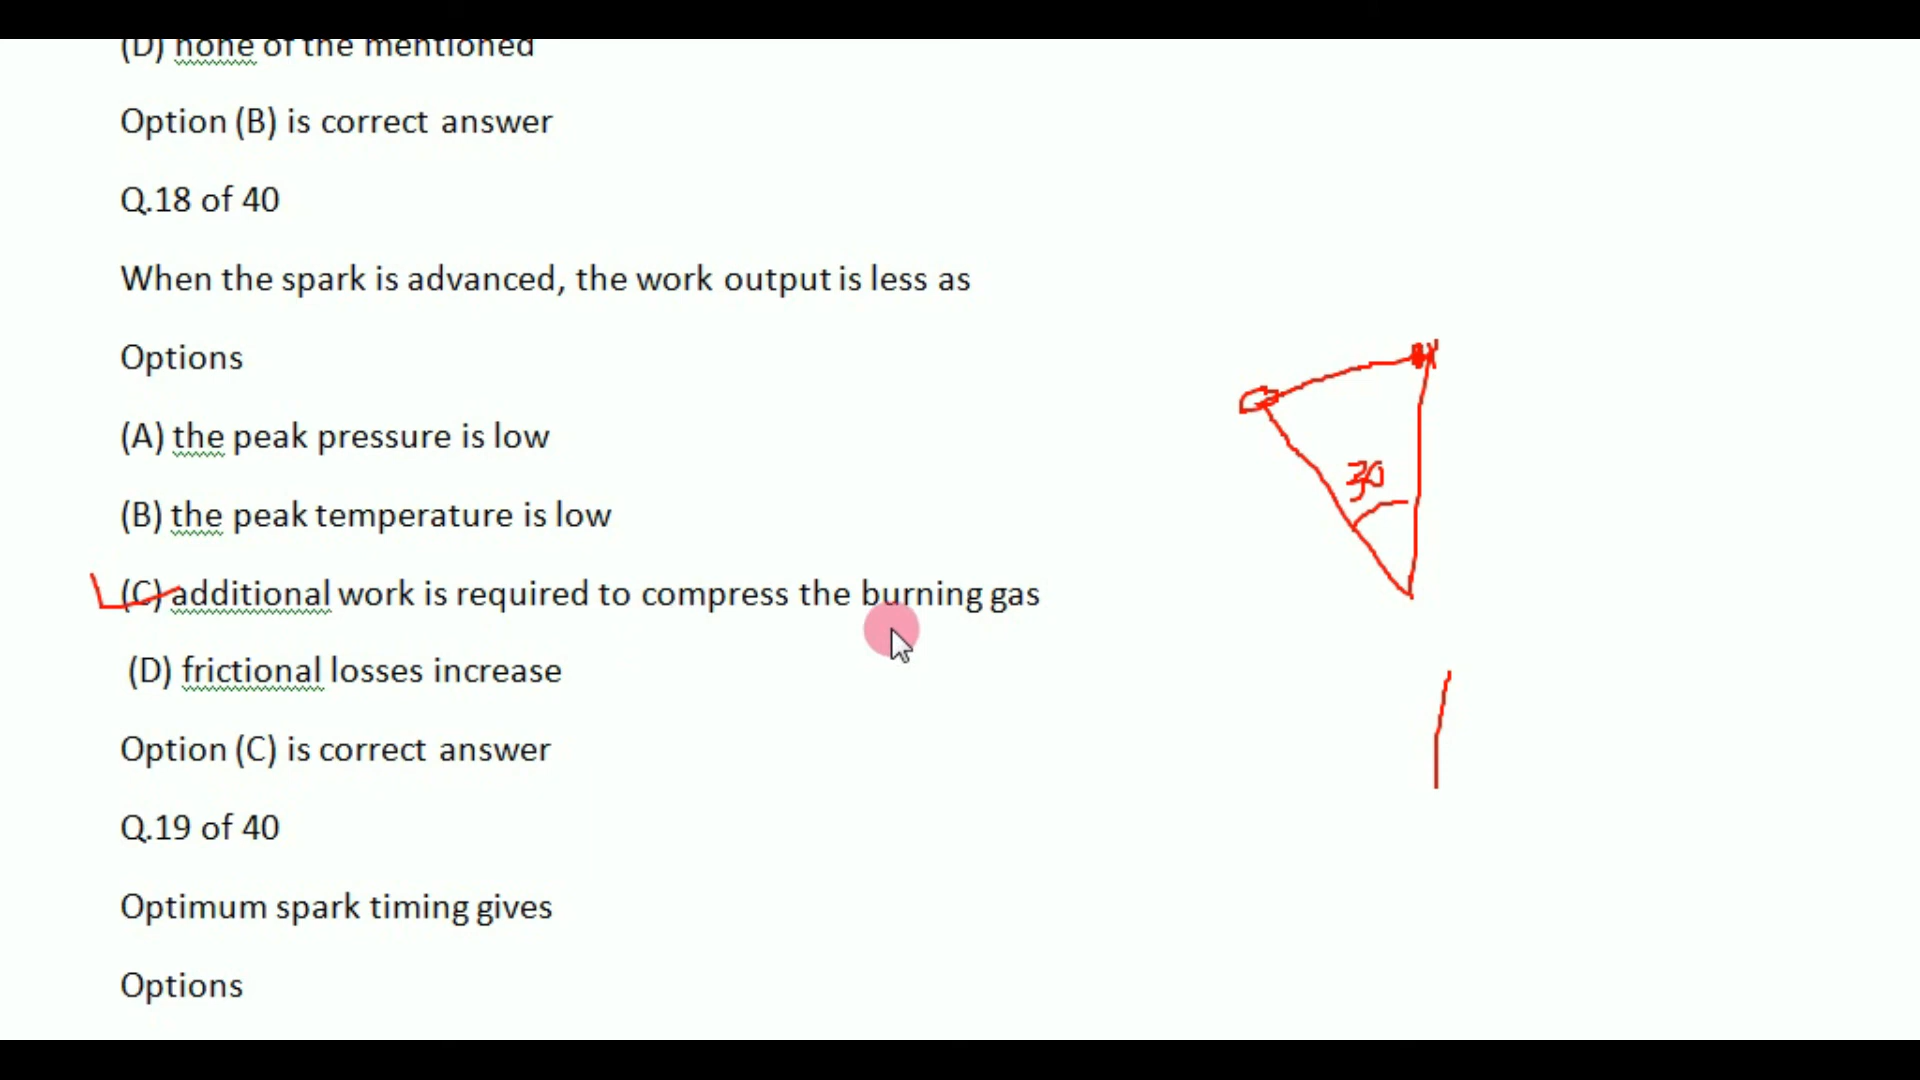 (D) none of the mentioned
Option (B) is correct answer
Q.18 of 40
When the spark is advanced, the work output is less as
Options
(A) the peak pressure is low
(B) the peak temperature is low
(C) additional work is required to compress the burning gas
(D) frictional losses increase
Option (C) is correct answer
Q.19 of 40
Optimum spark timing gives
Options
30